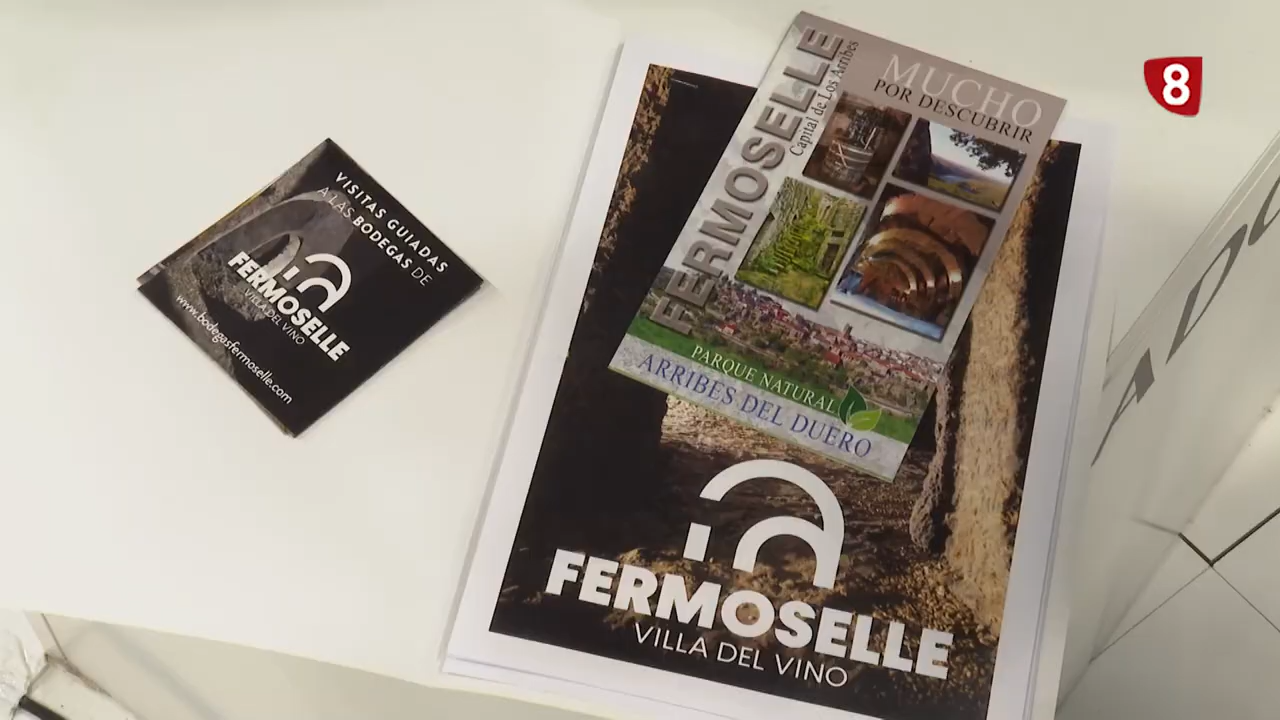 8
VISITAS GUIADAS
A LAS BODEGAS DE
FERMOSELLE
VILLA DEL VINO
www.bodegasfermoselle.com
FERMOSELLE
Capital de Los Arribes
MUCHO
POR DESCUBRIR
PARQUE NATURAL
ARRIBES DEL DUERO
FERMOSELLE
VILLA DEL VINO
A DO